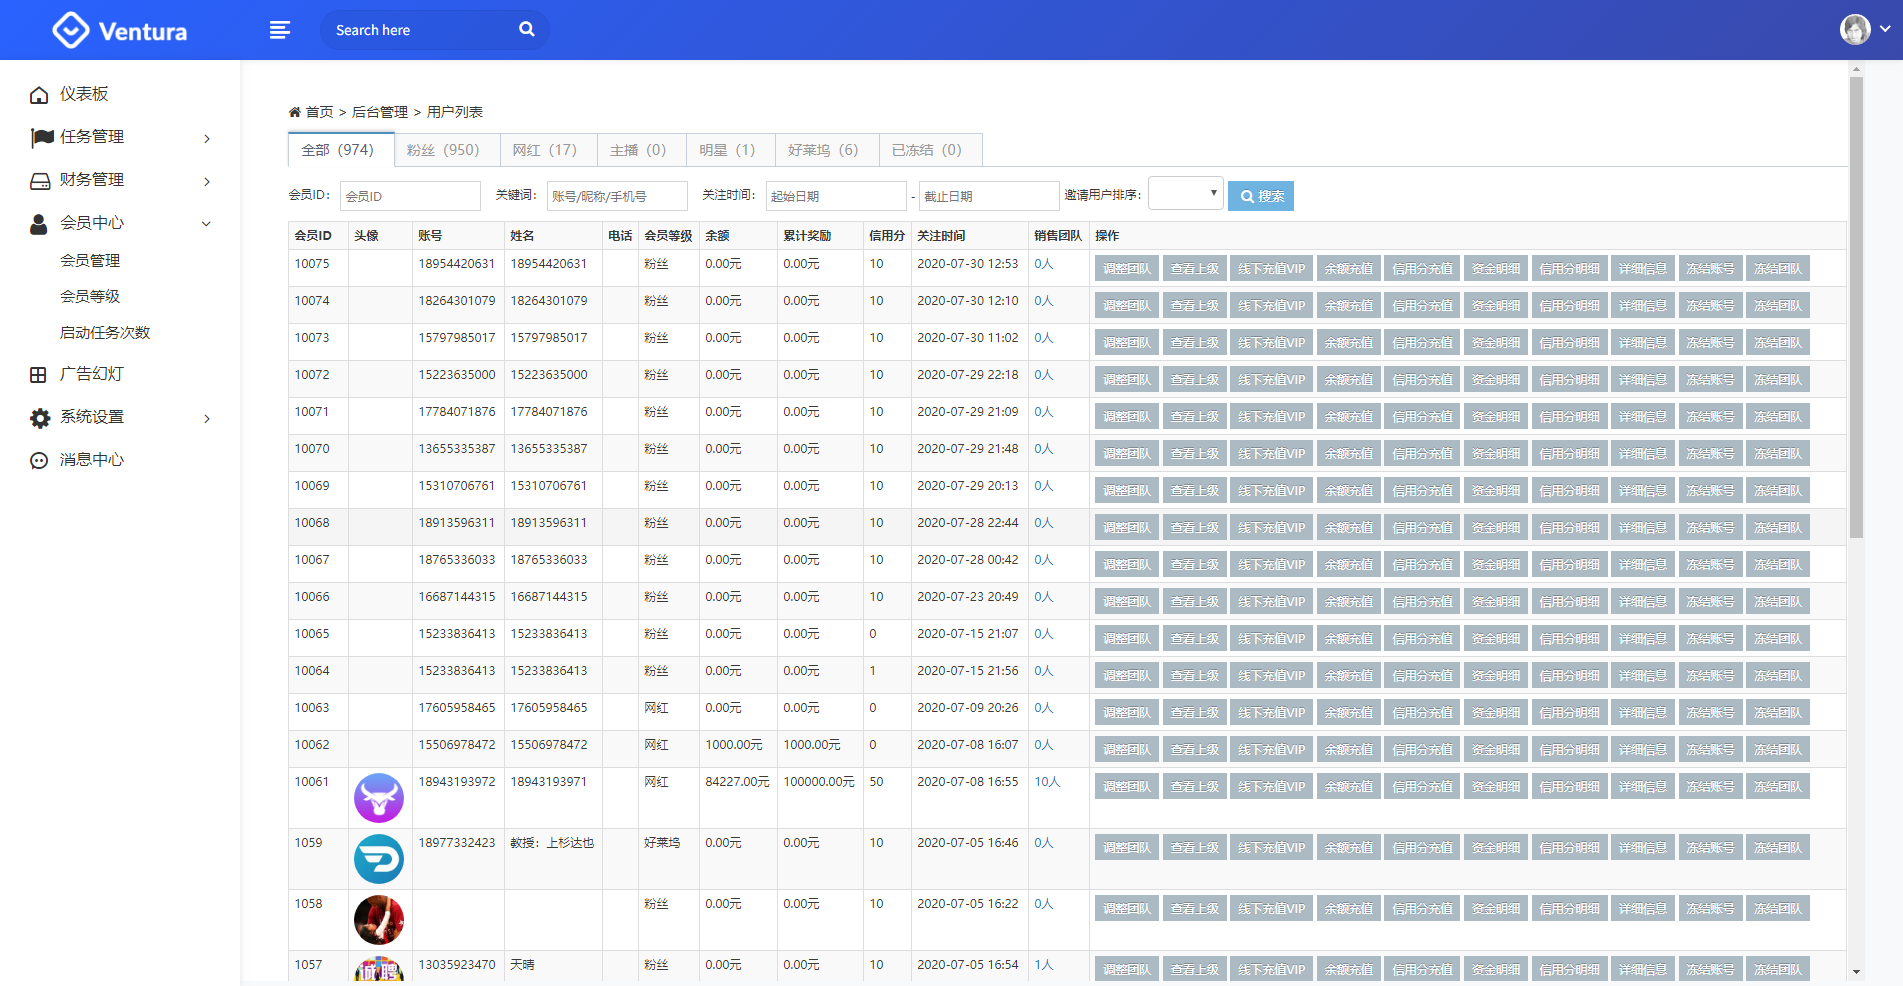 Ventura
Search here
仪表板
任务管理
财务管理
会员中心
会员管理
会员等级
启动任务次数
广告幻灯
系统设置
消息中心
首页 > 后台管理 > 用户列表
全部（974） 粉丝（950） 网红（17） 主播（0） 明星（1） 好莱坞（6） 已冻结（0）
会员ID： 会员ID 关键词： 账号/昵称/手机号 关注时间： 起始日期 - 截止日期 邀请用户排序： 搜索
会员ID 头像 账号 姓名 电话 会员等级 余额 累计奖励 信用分 关注时间 销售团队 操作
10075 18954420631 18954420631 粉丝 0.00元 0.00元 10 2020-07-30 12:53 0人 调整团队 查看上级 线下充值VIP 余额充值 信用分充值 资金明细 信用分明细 详细信息 冻结账号 冻结团队
10074 18264301079 18264301079 粉丝 0.00元 0.00元 10 2020-07-30 12:10 0人 调整团队 查看上级 线下充值VIP 余额充值 信用分充值 资金明细 信用分明细 详细信息 冻结账号 冻结团队
10073 15797985017 15797985017 粉丝 0.00元 0.00元 10 2020-07-30 11:02 0人 调整团队 查看上级 线下充值VIP 余额充值 信用分充值 资金明细 信用分明细 详细信息 冻结账号 冻结团队
10072 15223635000 15223635000 粉丝 0.00元 0.00元 10 2020-07-29 22:18 0人 调整团队 查看上级 线下充值VIP 余额充值 信用分充值 资金明细 信用分明细 详细信息 冻结账号 冻结团队
10071 17784071876 17784071876 粉丝 0.00元 0.00元 10 2020-07-29 21:09 0人 调整团队 查看上级 线下充值VIP 余额充值 信用分充值 资金明细 信用分明细 详细信息 冻结账号 冻结团队
10070 13655335387 13655335387 粉丝 0.00元 0.00元 10 2020-07-29 21:48 0人 调整团队 查看上级 线下充值VIP 余额充值 信用分充值 资金明细 信用分明细 详细信息 冻结账号 冻结团队
10069 15310706761 15310706761 粉丝 0.00元 0.00元 10 2020-07-29 20:13 0人 调整团队 查看上级 线下充值VIP 余额充值 信用分充值 资金明细 信用分明细 详细信息 冻结账号 冻结团队
10068 18913596311 18913596311 粉丝 0.00元 0.00元 10 2020-07-28 22:44 0人 调整团队 查看上级 线下充值VIP 余额充值 信用分充值 资金明细 信用分明细 详细信息 冻结账号 冻结团队
10067 18765336033 18765336033 粉丝 0.00元 0.00元 10 2020-07-28 00:42 0人 调整团队 查看上级 线下充值VIP 余额充值 信用分充值 资金明细 信用分明细 详细信息 冻结账号 冻结团队
10066 16687144315 16687144315 粉丝 0.00元 0.00元 10 2020-07-23 20:49 0人 调整团队 查看上级 线下充值VIP 余额充值 信用分充值 资金明细 信用分明细 详细信息 冻结账号 冻结团队
10065 15233836413 15233836413 粉丝 0.00元 0.00元 0 2020-07-15 21:07 0人 调整团队 查看上级 线下充值VIP 余额充值 信用分充值 资金明细 信用分明细 详细信息 冻结账号 冻结团队
10064 15233836413 15233836413 粉丝 0.00元 0.00元 1 2020-07-15 21:56 0人 调整团队 查看上级 线下充值VIP 余额充值 信用分充值 资金明细 信用分明细 详细信息 冻结账号 冻结团队
10063 17605958465 17605958465 网红 0.00元 0.00元 0 2020-07-09 20:26 0人 调整团队 查看上级 线下充值VIP 余额充值 信用分充值 资金明细 信用分明细 详细信息 冻结账号 冻结团队
10062 15506978472 15506978472 网红 1000.00元 1000.00元 0 2020-07-08 16:07 0人 调整团队 查看上级 线下充值VIP 余额充值 信用分充值 资金明细 信用分明细 详细信息 冻结账号 冻结团队
10061 18943193972 18943193971 网红 84227.00元 100000.00元 50 2020-07-08 16:55 10人 调整团队 查看上级 线下充值VIP 余额充值 信用分充值 资金明细 信用分明细 详细信息 冻结账号 冻结团队
1059 18977332423 教授：上杉达也 好莱坞 0.00元 0.00元 10 2020-07-05 16:46 0人 调整团队 查看上级 线下充值VIP 余额充值 信用分充值 资金明细 信用分明细 详细信息 冻结账号 冻结团队
1058 粉丝 0.00元 0.00元 10 2020-07-05 16:22 0人 调整团队 查看上级 线下充值VIP 余额充值 信用分充值 资金明细 信用分明细 详细信息 冻结账号 冻结团队
1057 诚聘 13035923470 天晴 粉丝 0.00元 0.00元 10 2020-07-05 16:54 1人 调整团队 查看上级 线下充值VIP 余额充值 信用分充值 资金明细 信用分明细 详细信息 冻结账号 冻结团队